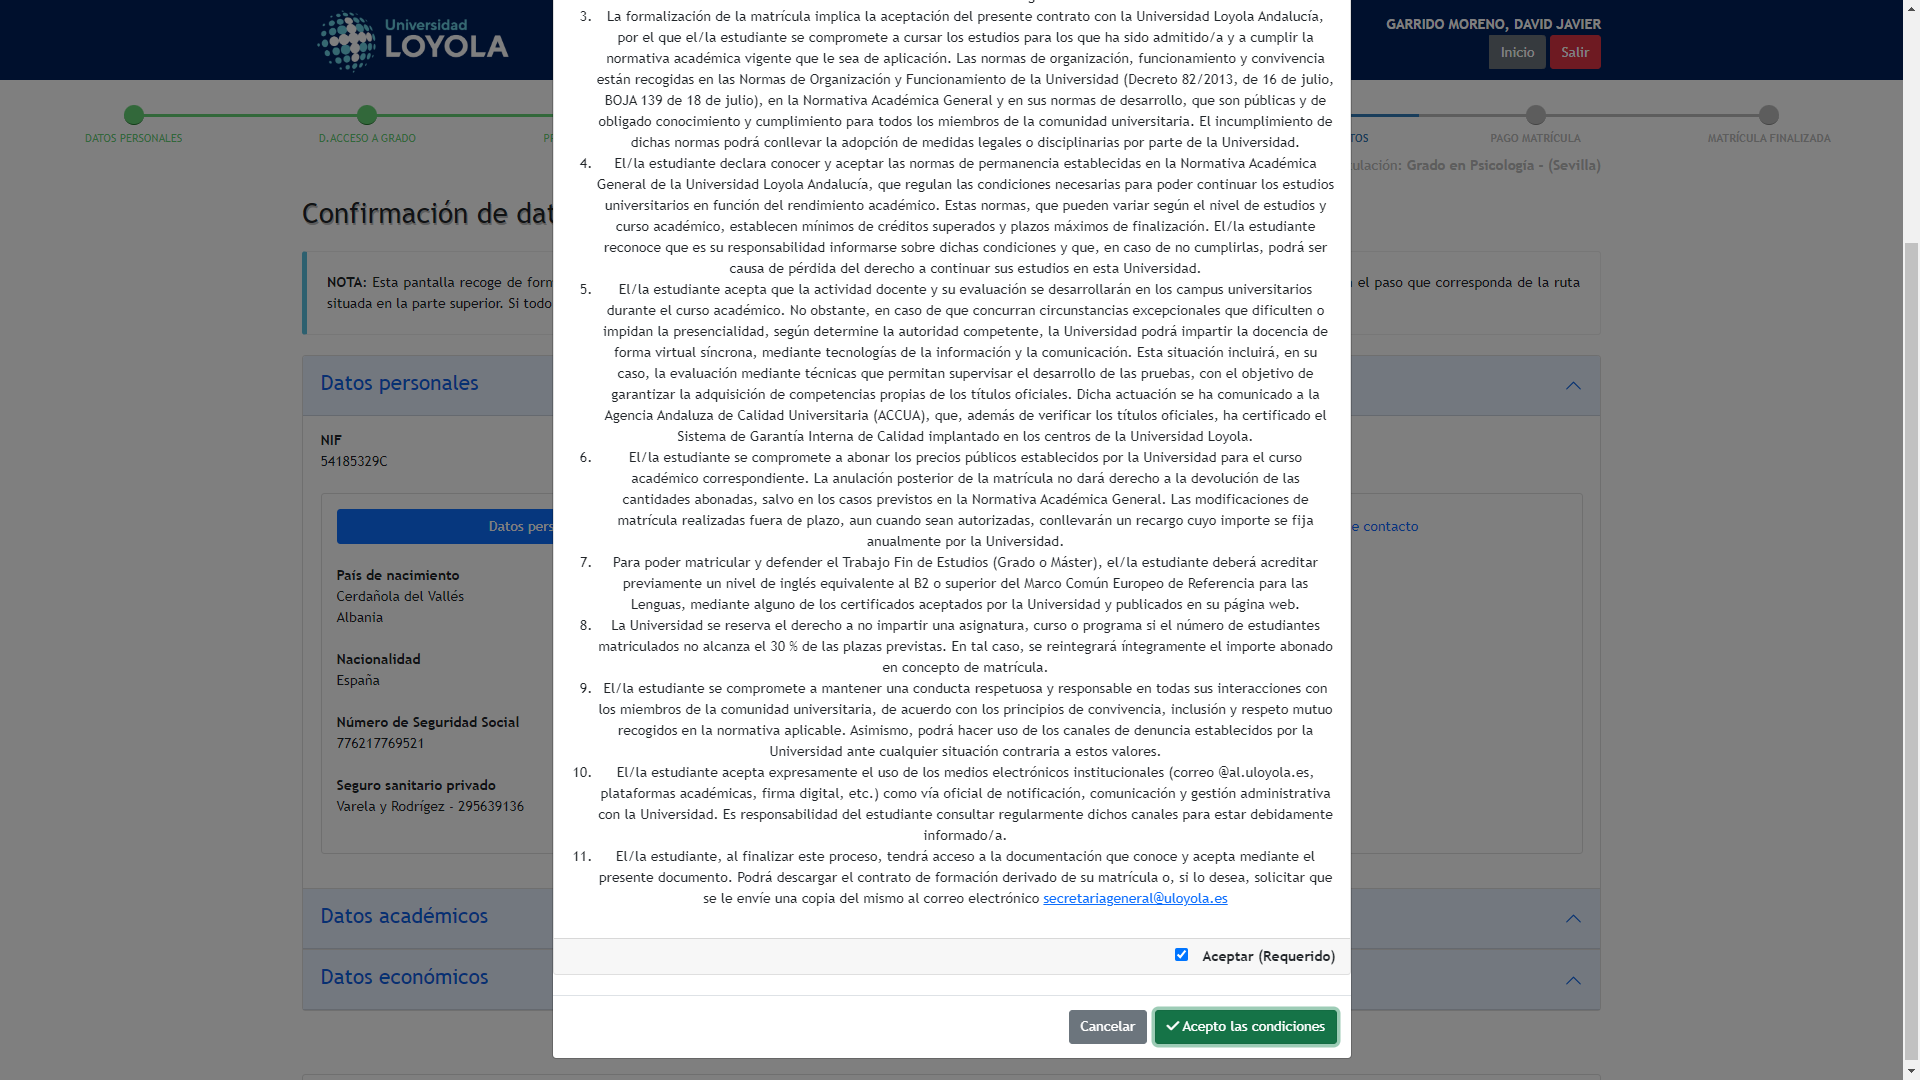 Universidad
LOYOLA
GARRIDO MORENO, DAVID JAVIER
Inicio
Salir
DATOS PERSONALES
D.ACCESO A GRADO
PR
TOS
PAGO MATRÍCULA
MATRÍCULA FINALIZADA
ulación: Grado en Psicología - (Sevilla)
Confirmación de dat
NOTA: Esta pantalla recoge de form
el paso que corresponda de la ruta
situada en la parte superior. Si todo
Datos personales
NIF
54185329C
Datos pers
e contacto
País de nacimiento
Cerdañola del Vallés
Albania
Nacionalidad
España
Número de Seguridad Social
776217769521
Seguro sanitario privado
Varela y Rodrígez - 295639136
Datos académicos
Datos económicos
3. La formalización de la matrícula implica la aceptación del presente contrato con la Universidad Loyola Andalucía,
por el que el/la estudiante se compromete a cursar los estudios para los que ha sido admitido/a y a cumplir la
normativa académica vigente que le sea de aplicación. Las normas de organización, funcionamiento y convivencia
están recogidas en las Normas de Organización y Funcionamiento de la Universidad (Decreto 82/2013, de 16 de julio,
BOJA 139 de 18 de julio), en la Normativa Académica General y en sus normas de desarrollo, que son públicas y de
obligado conocimiento y cumplimiento para todos los miembros de la comunidad universitaria. El incumplimiento de
dichas normas podrá conllevar la adopción de medidas legales o disciplinarias por parte de la Universidad.
4. El/la estudiante declara conocer y aceptar las normas de permanencia establecidas en la Normativa Académica
General de la Universidad Loyola Andalucía, que regulan las condiciones necesarias para poder continuar los estudios
universitarios en función del rendimiento académico. Estas normas, que pueden variar según el nivel de estudios y
curso académico, establecen mínimos de créditos superados y plazos máximos de finalización. El/la estudiante
reconoce que es su responsabilidad informarse sobre dichas condiciones y que, en caso de no cumplirlas, podrá ser
causa de pérdida del derecho a continuar sus estudios en esta Universidad.
5. El/la estudiante acepta que la actividad docente y su evaluación se desarrollarán en los campus universitarios
durante el curso académico. No obstante, en caso de que concurran circunstancias excepcionales que dificulten o
impidan la presencialidad, según determine la autoridad competente, la Universidad podrá impartir la docencia de
forma virtual síncrona, mediante tecnologías de la información y la comunicación. Esta situación incluirá, en su
caso, la evaluación mediante técnicas que permitan supervisar el desarrollo de las pruebas, con el objetivo de
garantizar la adquisición de competencias propias de los títulos oficiales. Dicha actuación se ha comunicado a la
Agencia Andaluza de Calidad Universitaria (ACCUA), que, además de verificar los títulos oficiales, ha certificado el
Sistema de Garantía Interna de Calidad implantado en los centros de la Universidad Loyola.
6. El/la estudiante se compromete a abonar los precios públicos establecidos por la Universidad para el curso
académico correspondiente. La anulación posterior de la matrícula no dará derecho a la devolución de las
cantidades abonadas, salvo en los casos previstos en la Normativa Académica General. Las modificaciones de
matrícula realizadas fuera de plazo, aun cuando sean autorizadas, conllevarán un recargo cuyo importe se fija
anualmente por la Universidad.
7. Para poder matricular y defender el Trabajo Fin de Estudios (Grado o Máster), el/la estudiante deberá acreditar
previamente un nivel de inglés equivalente al B2 o superior del Marco Común Europeo de Referencia para las
Lenguas, mediante alguno de los certificados aceptados por la Universidad y publicados en su página web.
8. La Universidad se reserva el derecho a no impartir una asignatura, curso o programa si el número de estudiantes
matriculados no alcanza el 30 % de las plazas previstas. En tal caso, se reintegrará íntegramente el importe abonado
en concepto de matrícula.
9. El/la estudiante se compromete a mantener una conducta respetuosa y responsable en todas sus interacciones con
los miembros de la comunidad universitaria, de acuerdo con los principios de convivencia, inclusión y respeto mutuo
recogidos en la normativa aplicable. Asimismo, podrá hacer uso de los canales de denuncia establecidos por la
Universidad ante cualquier situación contraria a estos valores.
10. El/la estudiante acepta expresamente el uso de los medios electrónicos institucionales (correo @al.uloyola.es,
plataformas académicas, firma digital, etc.) como vía oficial de notificación, comunicación y gestión administrativa
con la Universidad. Es responsabilidad del estudiante consultar regularmente dichos canales para estar debidamente
informado/a.
11. El/la estudiante, al finalizar este proceso, tendrá acceso a la documentación que conoce y acepta mediante el
presente documento. Podrá descargar el contrato de formación derivado de su matrícula o, si lo desea, solicitar que
se le envíe una copia del mismo al correo electrónico secretariageneral@uloyola.es
Aceptar (Requerido)
Cancelar
Acepto las condiciones